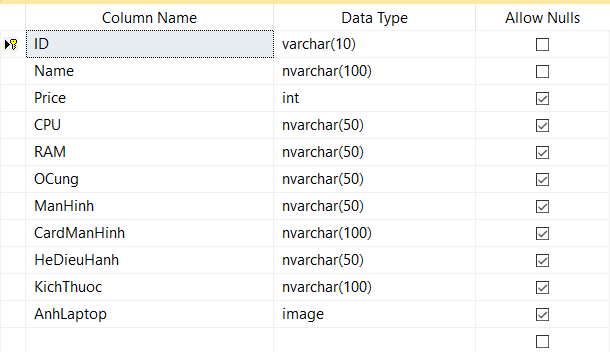 Column Name Data Type Allow Nulls
ID varchar(10)
Name nvarchar(100)
Price int
CPU nvarchar(50)
RAM nvarchar(50)
OCung nvarchar(50)
ManHinh nvarchar(50)
CardManHinh nvarchar(100)
HeDieuHanh nvarchar(50)
KichThuoc nvarchar(100)
AnhLaptop image